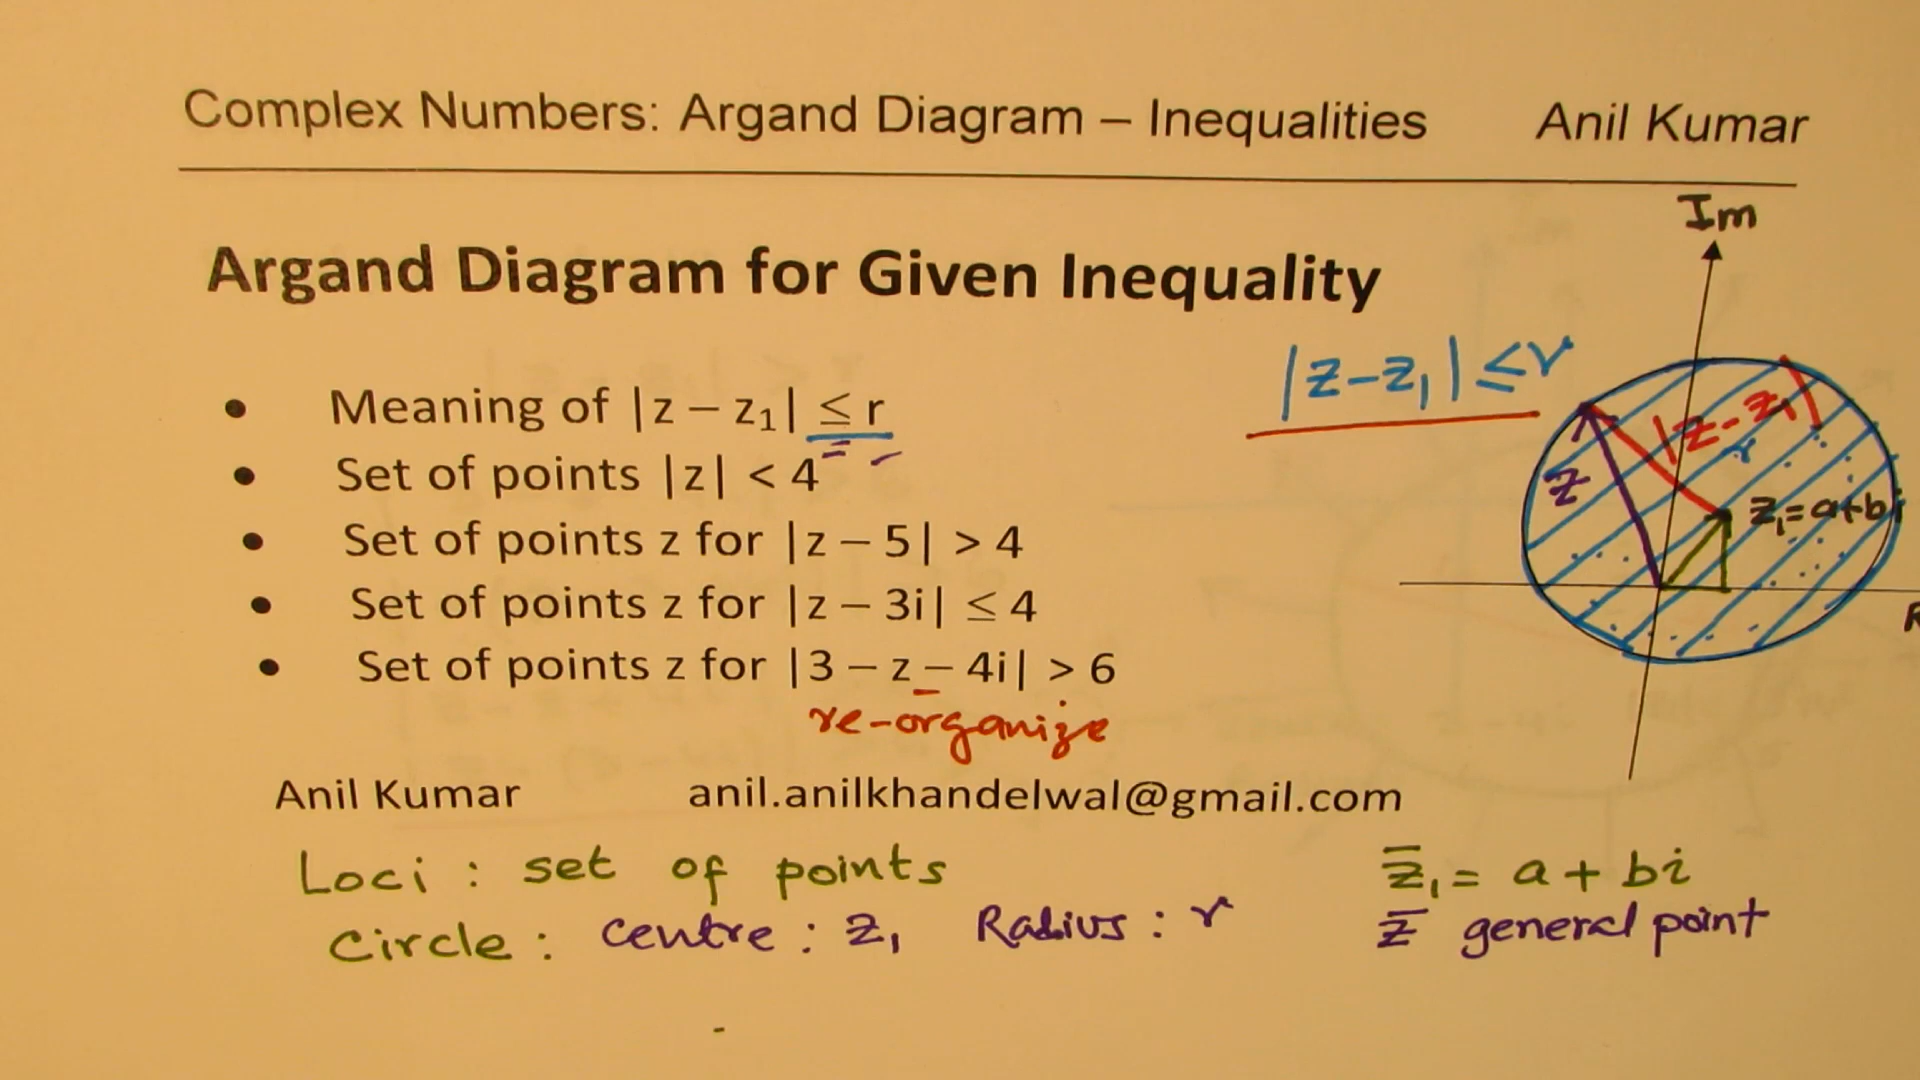 Complex Numbers: Argand Diagram – Inequalities Anil Kumar
Argand Diagram for Given Inequality
• Meaning of |z – z₁| ≤ r
• Set of points |z| < 4
• Set of points z for |z – 5| > 4
• Set of points z for |z – 3i| ≤ 4
• Set of points z for |3 – z – 4i| > 6
re-organize
Anil Kumar anil.anilkhandelwal@gmail.com
Loci : set of points
Circle : Centre : z₁ Radius : r
z̄₁ = a + bi
z̄ general point
Im
|z-z₁| ≤ r
|z-z₁|
r
z
z₁ = a+bi